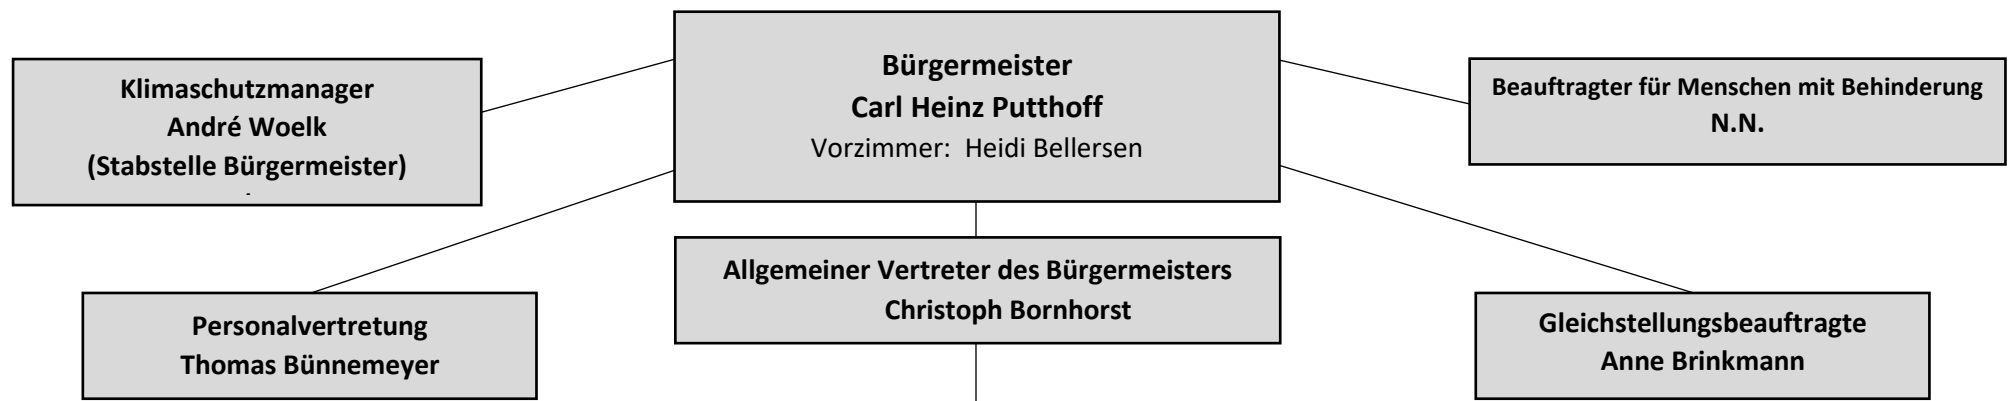 Klimaschutzmanager
André Woelk
(Stabstelle Bürgermeister)
Bürgermeister
Carl Heinz Putthoff
Vorzimmer:  Heidi Bellersen
Beauftragter für Menschen mit Behinderung
N.N.
Personalvertretung
Thomas Bünnemeyer
Allgemeiner Vertreter des Bürgermeisters
Christoph Bornhorst
Gleichstellungsbeauftragte
Anne Brinkmann